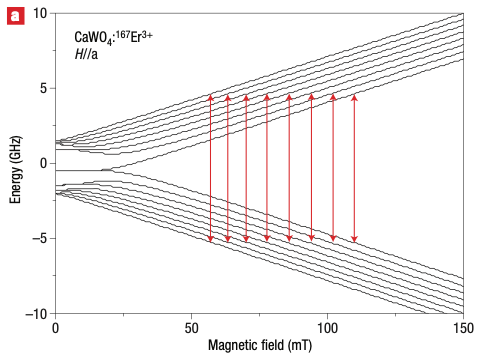 a
CaWO₄:¹⁶⁷Er³⁺
H//a
Energy (GHz)
10
5
0
−5
−10
0
50
100
150
Magnetic field (mT)